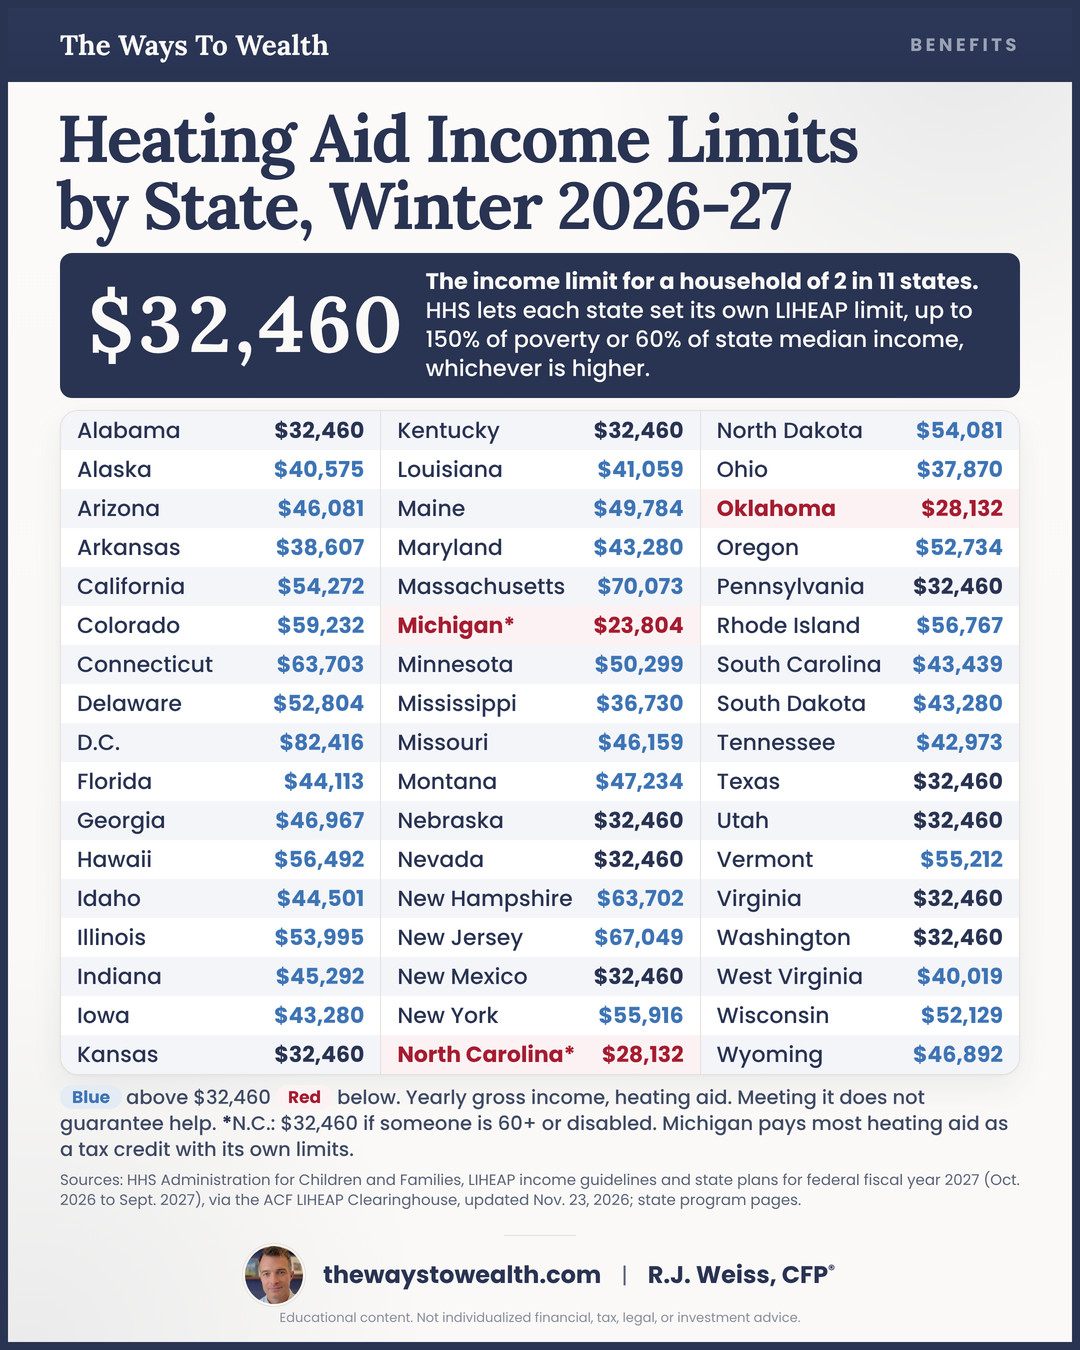 The Ways To Wealth
BENEFITS
Heating Aid Income Limits
by State, Winter 2026-27
$32,460
The income limit for a household of 2 in 11 states.
HHS lets each state set its own LIHEAP limit, up to
150% of poverty or 60% of state median income,
whichever is higher.
Alabama $32,460
Alaska $40,575
Arizona $46,081
Arkansas $38,607
California $54,272
Colorado $59,232
Connecticut $63,703
Delaware $52,804
D.C. $82,416
Florida $44,113
Georgia $46,967
Hawaii $56,492
Idaho $44,501
Illinois $53,995
Indiana $45,292
Iowa $43,280
Kansas $32,460
Kentucky $32,460
Louisiana $41,059
Maine $49,784
Maryland $43,280
Massachusetts $70,073
Michigan* $23,804
Minnesota $50,299
Mississippi $36,730
Missouri $46,159
Montana $47,234
Nebraska $32,460
Nevada $32,460
New Hampshire $63,702
New Jersey $67,049
New Mexico $32,460
New York $55,916
North Carolina* $28,132
North Dakota $54,081
Ohio $37,870
Oklahoma $28,132
Oregon $52,734
Pennsylvania $32,460
Rhode Island $56,767
South Carolina $43,439
South Dakota $43,280
Tennessee $42,973
Texas $32,460
Utah $32,460
Vermont $55,212
Virginia $32,460
Washington $32,460
West Virginia $40,019
Wisconsin $52,129
Wyoming $46,892
Blue above $32,460 Red below. Yearly gross income, heating aid. Meeting it does not
guarantee help. *N.C.: $32,460 if someone is 60+ or disabled. Michigan pays most heating aid as
a tax credit with its own limits.
Sources: HHS Administration for Children and Families, LIHEAP income guidelines and state plans for federal fiscal year 2027 (Oct.
2026 to Sept. 2027), via the ACF LIHEAP Clearinghouse, updated Nov. 23, 2026; state program pages.
thewaystowealth.com | R.J. Weiss, CFP®
Educational content. Not individualized financial, tax, legal, or investment advice.